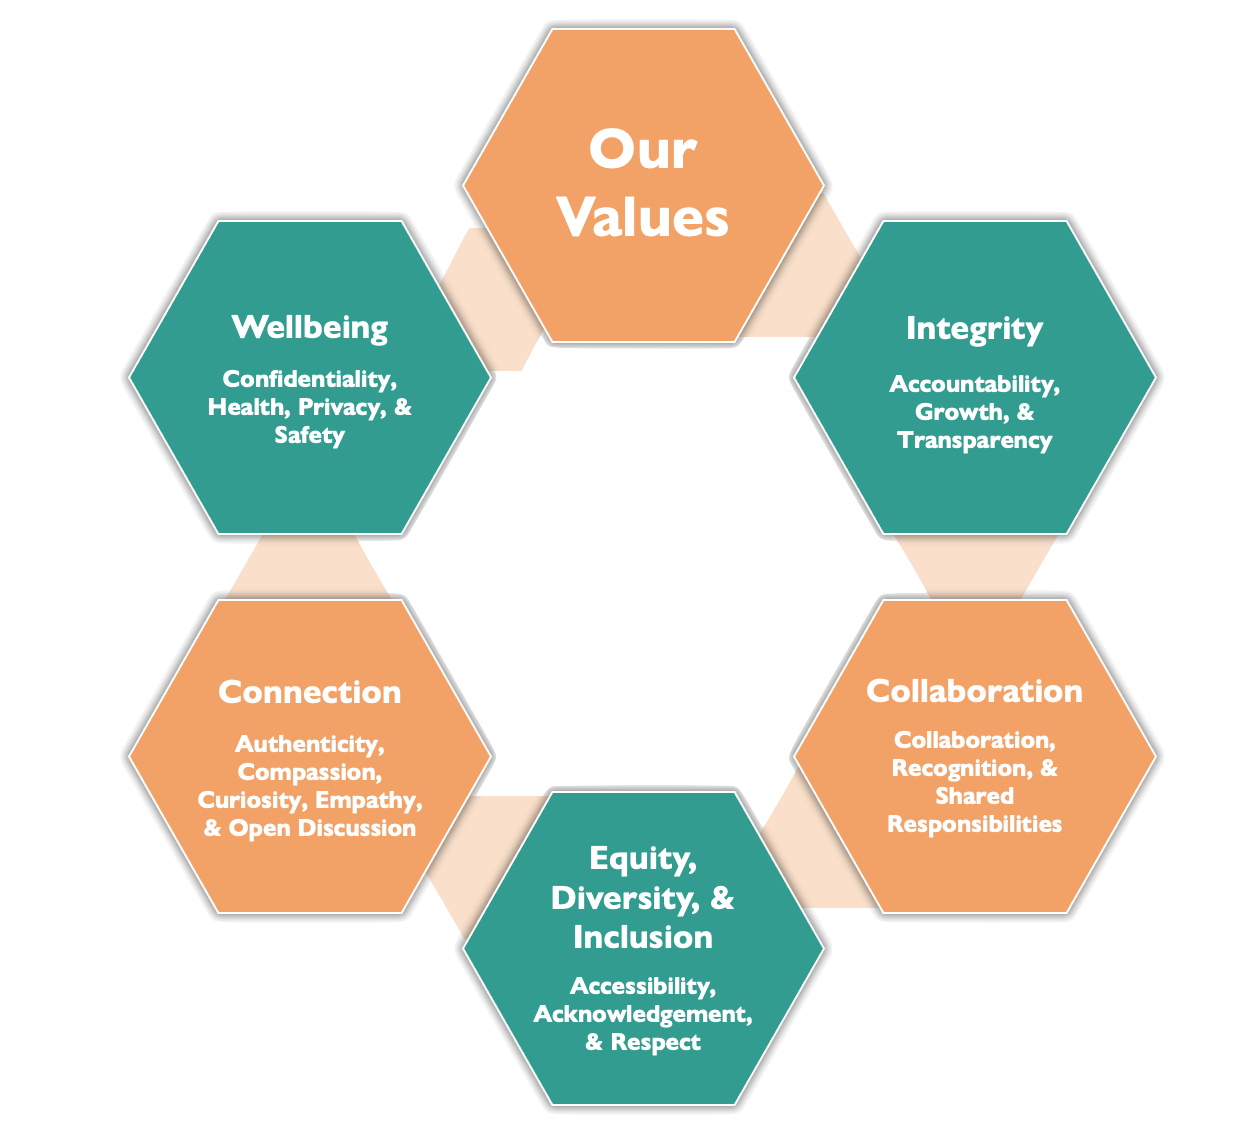 Our
Values
Integrity
Accountability,
Growth, &
Transparency
Collaboration
Collaboration,
Recognition, &
Shared
Responsibilities
Equity,
Diversity, &
Inclusion
Accessibility,
Acknowledgement,
& Respect
Connection
Authenticity,
Compassion,
Curiosity, Empathy,
& Open Discussion
Wellbeing
Confidentiality,
Health, Privacy, &
Safety